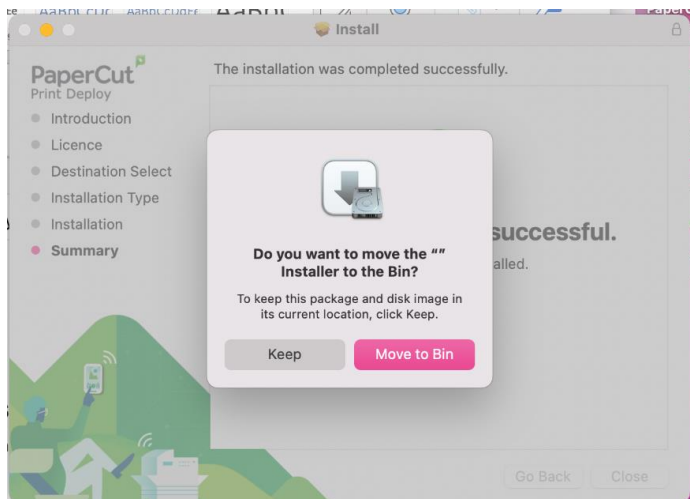 AaBbCcDc AaBbCcDdEe
Install
PaperCut
Print Deploy
The installation was completed successfully.
Introduction
Licence
Destination Select
Installation Type
Installation
Summary
successful.
alled.
Do you want to move the “”
Installer to the Bin?
To keep this package and disk image in
its current location, click Keep.
Keep
Move to Bin
Go Back
Close